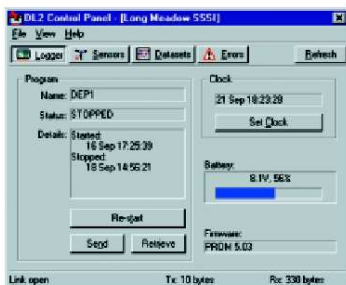 DL2 Control Panel - [Long Meadow SSSI]
File View Help
Logger Sensors Datasets Errors Refresh
Program
Name: DEP1
Status: STOPPED
Details: Started:
16 Sep 17:25:39
Stopped:
18 Sep 14:56:21
Re-start
Send Retrieve
Clock
21 Sep 18:23:28
Set Clock
Battery:
8.1V, 56%
Firmware:
PROM 5.03
Link open Tx: 10 bytes Rx: 330 bytes